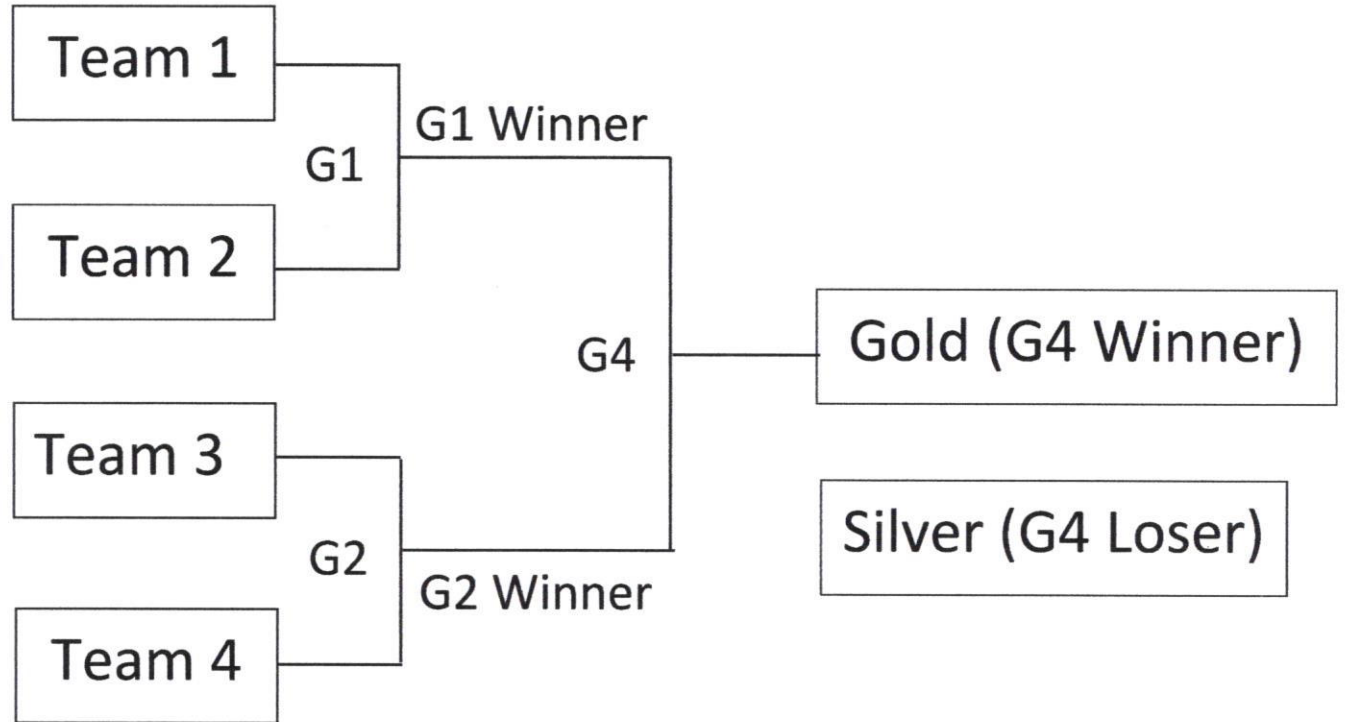 Team 1
G1 Winner
G1
Team 2
G4
Gold (G4 Winner)
Team 3
Silver (G4 Loser)
G2
G2 Winner
Team 4